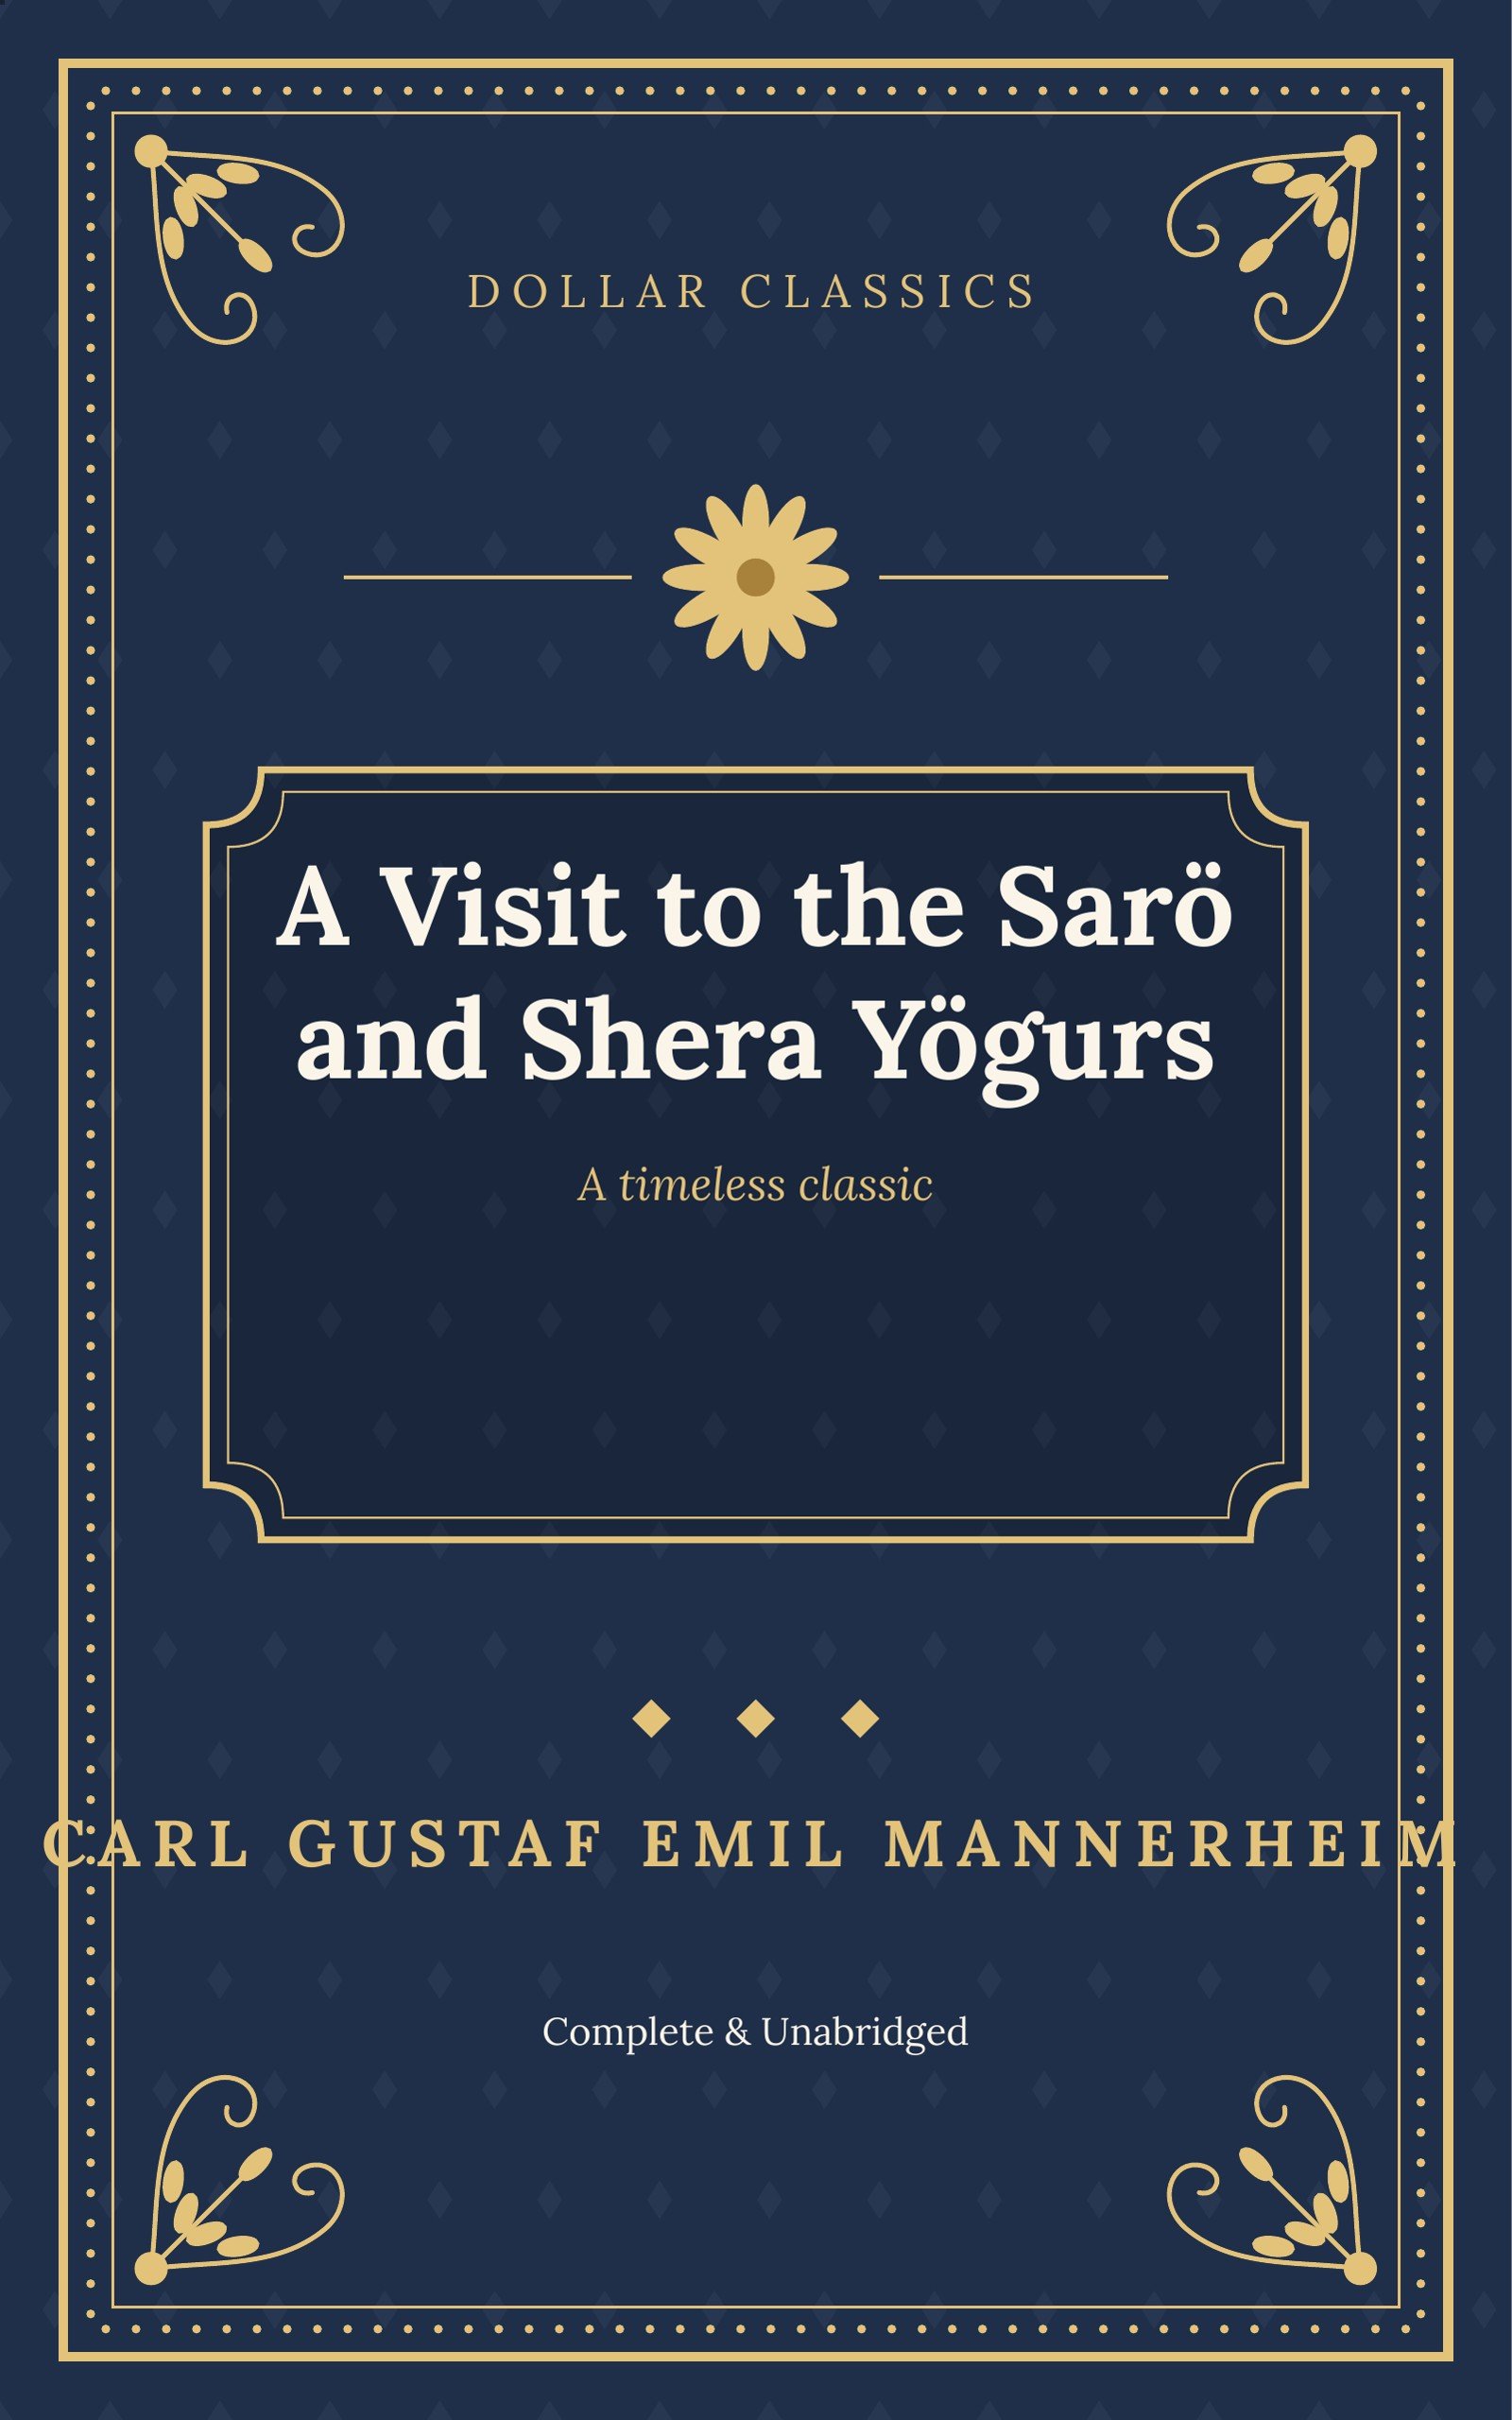 DOLLAR CLASSICS
A Visit to the Sarö
and Shera Yögurs
A timeless classic
CARL GUSTAF EMIL MANNERHEIM
Complete & Unabridged